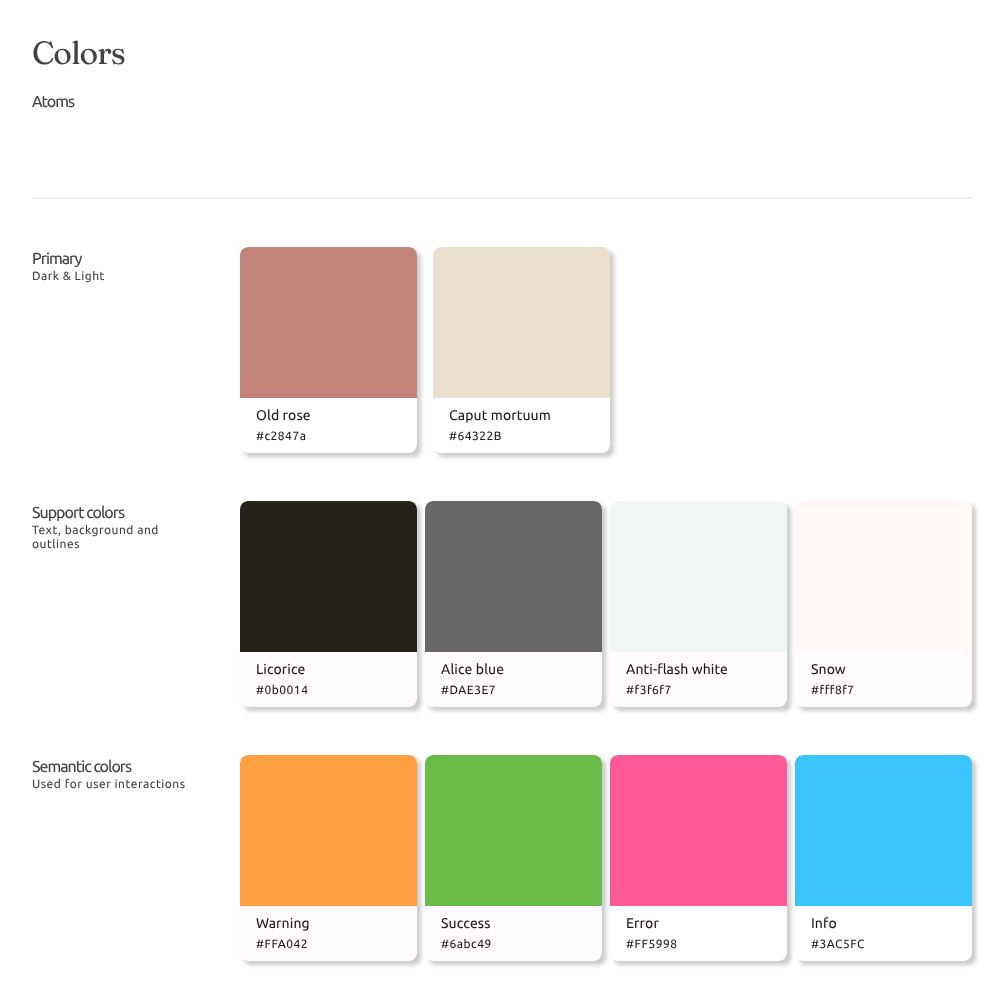 Colors
Atoms
Primary
Dark & Light
Old rose
#c2847a
Caput mortuum
#64322B
Support colors
Text, background and
outlines
Licorice
#0b0014
Alice blue
#DAE3E7
Anti-flash white
#f3f6f7
Snow
#fff8f7
Semantic colors
Used for user interactions
Warning
#FFA042
Success
#6abc49
Error
#FF5998
Info
#3AC5FC